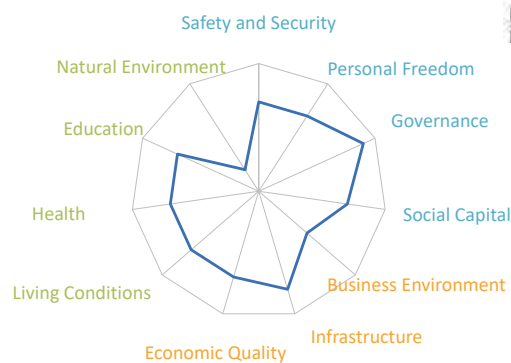 Safety and Security
Natural Environment
Personal Freedom
Education
Governance
Health
Social Capital
Living Conditions
Business Environment
Infrastructure
Economic Quality